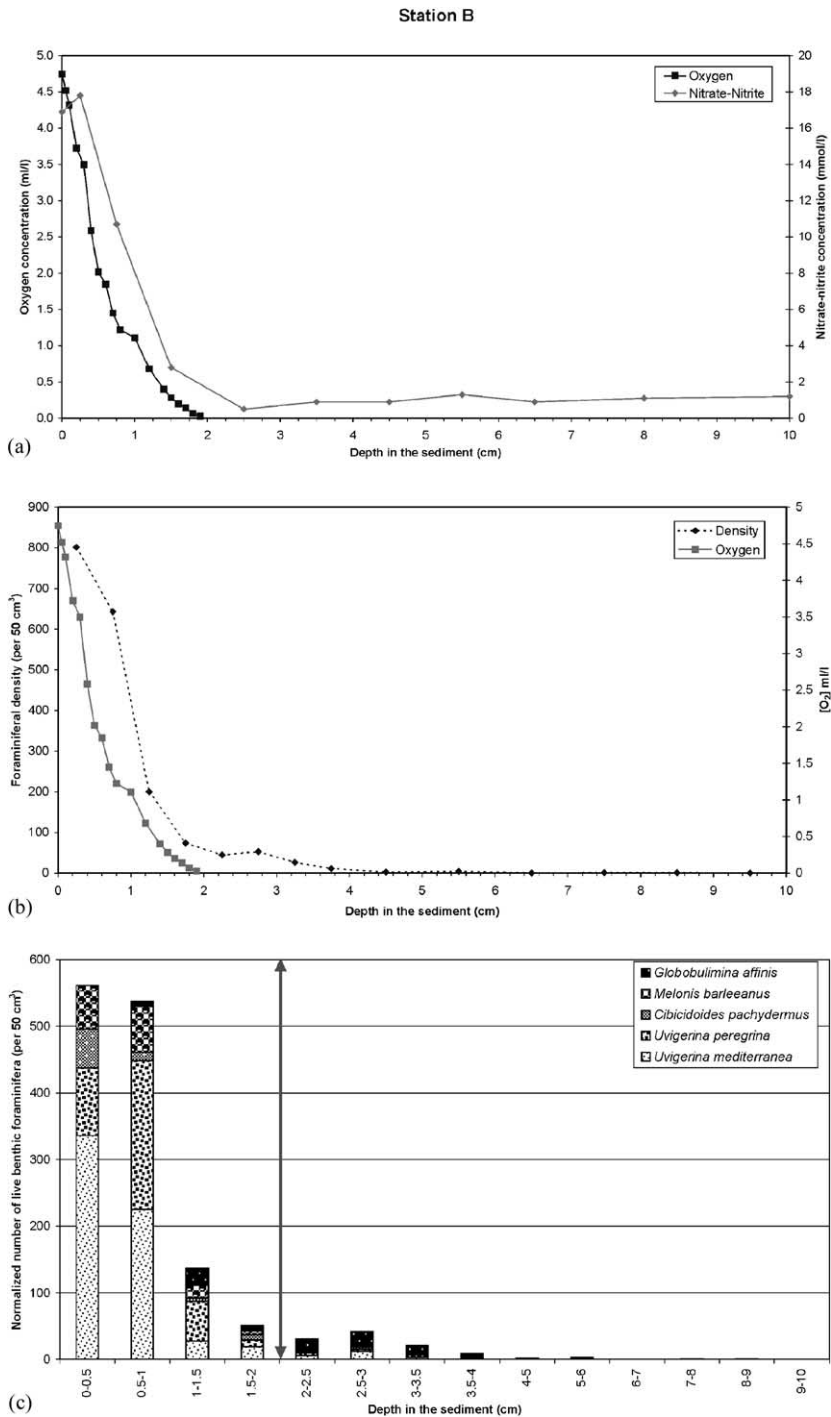 Station B
5.0
4.5
4.0
3.5
3.0
2.5
2.0
1.5
1.0
0.5
0.0
Oxygen concentration (ml/l)
20
18
16
14
12
10
8
6
4
2
0
Nitrate-nitrite concentration (mmol/l)
Oxygen
Nitrate-Nitrite
0 1 2 3 4 5 6 7 8 9 10
Depth in the sediment (cm)
(a)
900
800
700
600
500
400
300
200
100
0
Foraminiferal density (per 50 cm³)
5
4.5
4
3.5
3
2.5
2
1.5
1
0.5
0
[O₂] ml/l
Density
Oxygen
0 1 2 3 4 5 6 7 8 9 10
Depth in the sediment (cm)
(b)
600
500
400
300
200
100
0
Normalized number of live benthic foraminifera (per 50 cm³)
Globobulimina affinis
Melonis barleeanus
Cibicidoides pachydermus
Uvigerina peregrina
Uvigerina mediterranea
0-0.5 0.5-1 1-1.5 1.5-2 2-2.5 2.5-3 3-3.5 3.5-4 4-5 5-6 6-7 7-8 8-9 9-10
Depth in the sediment (cm)
(c)